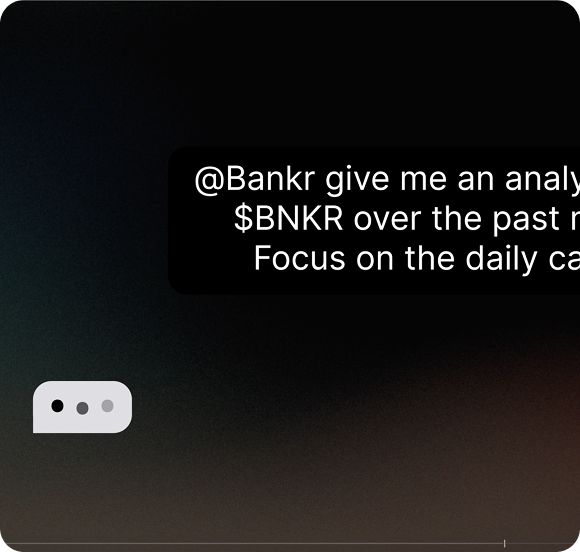 @Bankr give me an analy
$BNKR over the past
Focus on the daily ca